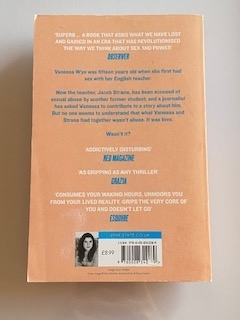 'SUPERB ... A BOOK THAT ASKS WHAT WE HAVE LOST
AND GAINED IN AN ERA THAT HAS REVOLUTIONISED
THE WAY WE THINK ABOUT SEX AND POWER'
OBSERVER
Vanessa Wye was fifteen years old when she first had
sex with her English teacher.
Now the teacher, Jacob Strane, has been accused of
sexual abuse by another former student, and a journalist
has asked Vanessa to contribute to a story about him.
But no one seems to understand that what Vanessa and
Strane had together wasn't abuse. It was love.
Wasn't it?
'ADDICTIVELY DISTURBING'
RED MAGAZINE
'AS GRIPPING AS ANY THRILLER'
GRAZIA
'CONSUMES YOUR WAKING HOURS. UNMOORS YOU
FROM YOUR LIVED REALITY. GRIPS THE VERY CORE OF
YOU AND DOESN'T LET GO'
ESQUIRE
4thestate.co.uk
£8.99